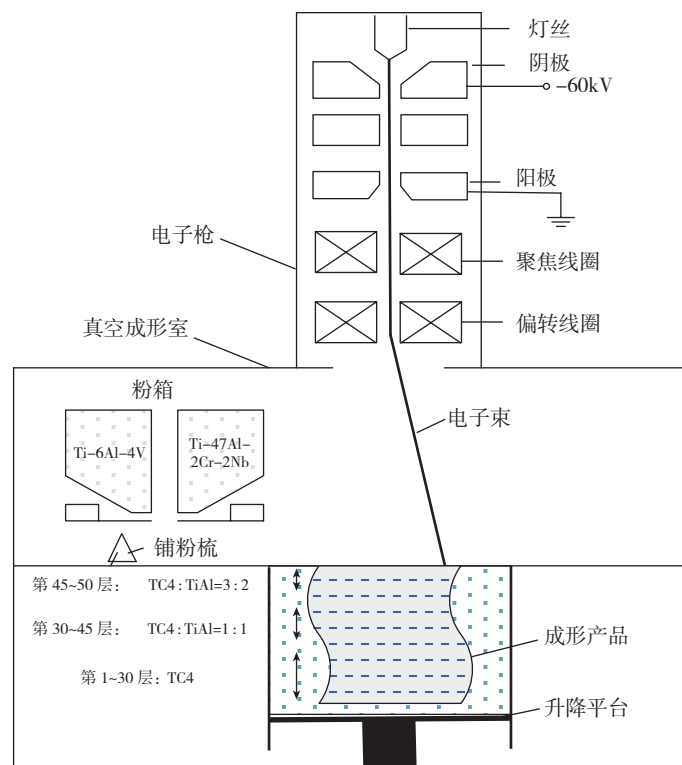 灯丝
阴极
-60kV
阳极
电子枪
聚焦线圈
真空成形室
偏转线圈
粉箱
电子束
Ti-6Al-4V
Ti-47Al-
2Cr-2Nb
铺粉梳
第 45~50 层： TC4 : TiAl=3 : 2
第 30~45 层： TC4 : TiAl=1 : 1
成形产品
第 1~30 层: TC4
升降平台